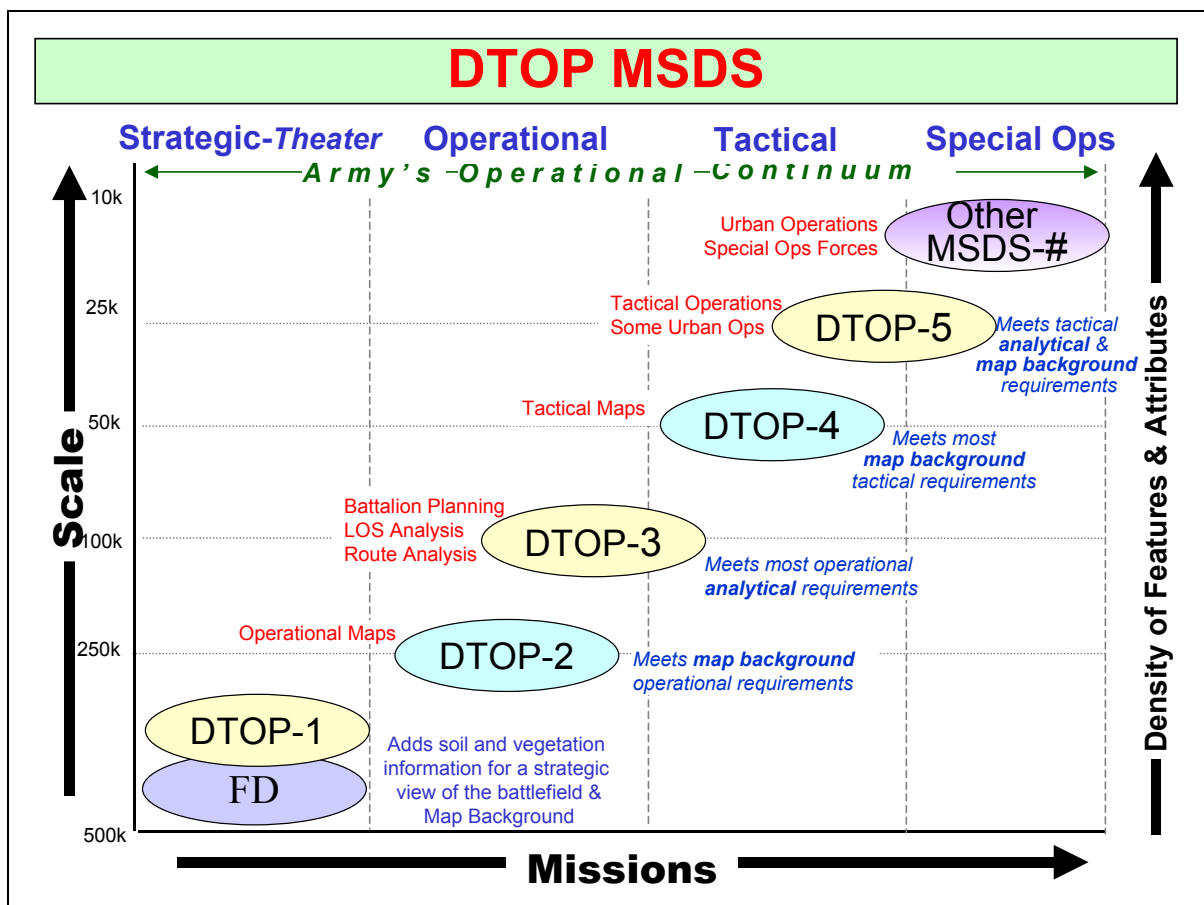 DTOP MSDS
Strategic-Theater
Operational
Tactical
Special Ops
Army's Operational Continuum
10k
Urban Operations
Special Ops Forces
Other
MSDS-#
25k
Tactical Operations
Some Urban Ops
DTOP-5
Meets tactical
analytical &
map background
requirements
50k
Tactical Maps
DTOP-4
Meets most
map background
tactical requirements
100k
Battalion Planning
LOS Analysis
Route Analysis
DTOP-3
Meets most operational
analytical requirements
250k
Operational Maps
DTOP-2
Meets map background
operational requirements
DTOP-1
FD
Adds soil and vegetation
information for a strategic
view of the battlefield &
Map Background
500k
Scale
Density of Features & Attributes
Missions